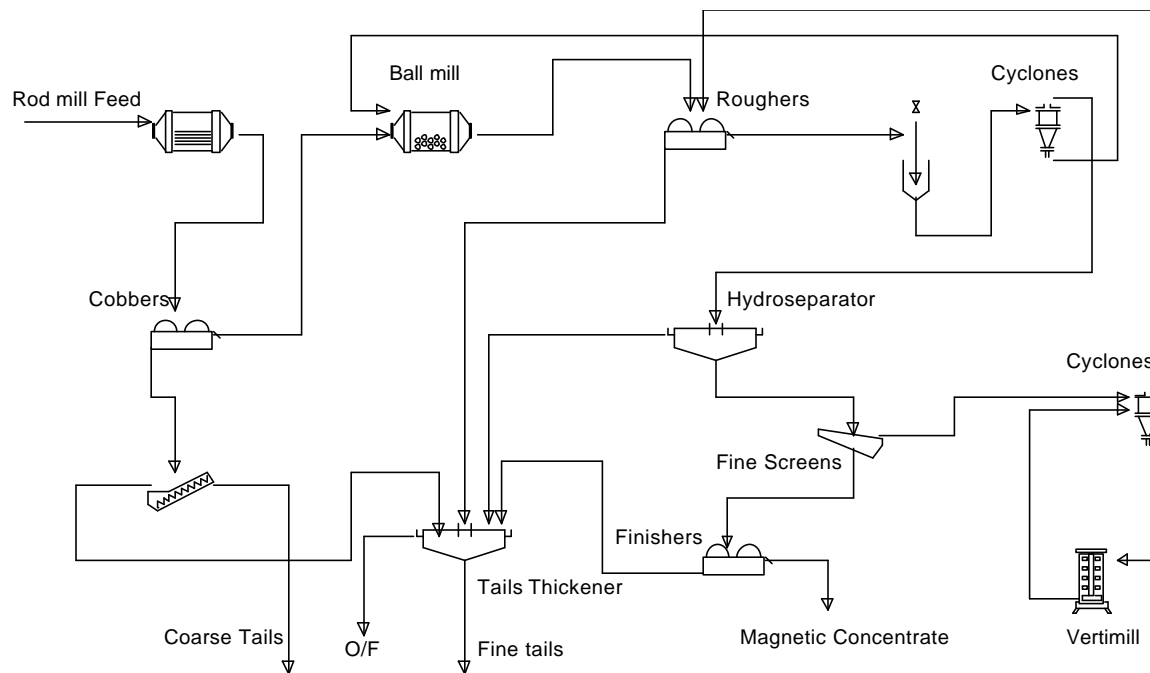 Ball mill
Cyclones
Rod mill Feed
Roughers
Cobbers
Hydroseparator
Cyclones
Fine Screens
Finishers
Tails Thickener
Coarse Tails
O/F
Fine tails
Magnetic Concentrate
Vertimill